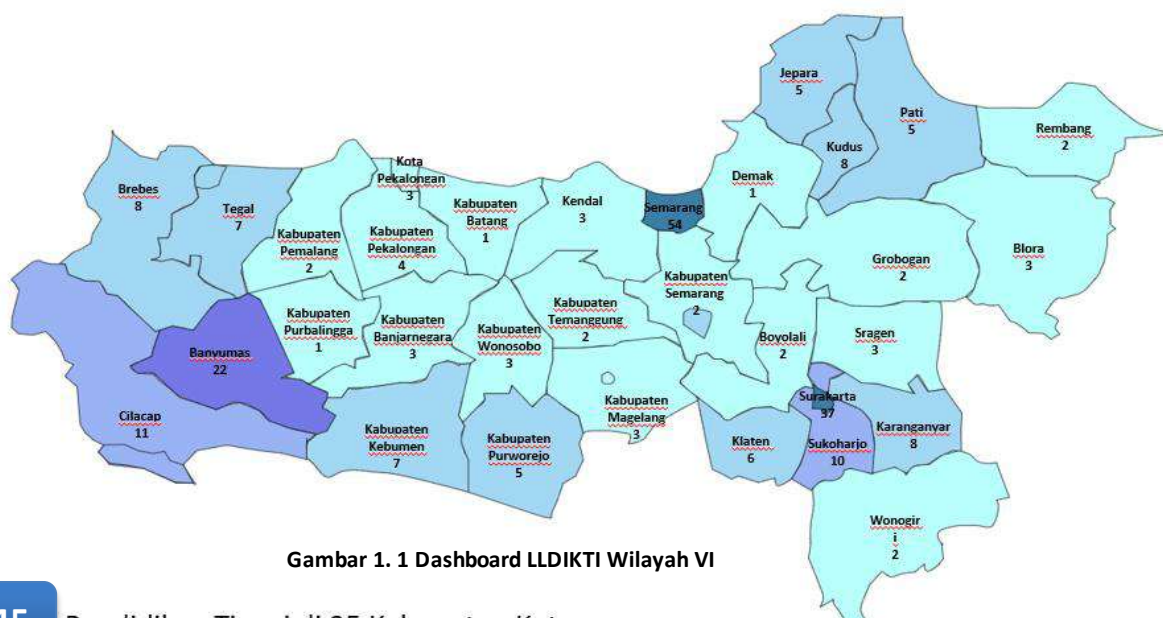 Jepara
5
Pati
5
Rembang
2
Kudus
8
Brebes
8
Tegal
7
Kota
Pekalongan
3
Kabupaten
Batang
1
Kendal
3
Semarang
54
Demak
1
Kabupaten
Pemalang
2
Kabupaten
Pekalongan
4
Kabupaten
Semarang
2
Grobogan
2
Blora
3
Kabupaten
Purbalingga
1
Kabupaten
Banjarnegara
3
Kabupaten
Wonosobo
3
Kabupaten
Temanggung
2
Boyolali
2
Sragen
3
Banyumas
22
Cilacap
11
Kabupaten
Kebumen
7
Kabupaten
Purworejo
5
Kabupaten
Magelang
3
Klaten
6
Surakarta
37
Sukoharjo
10
Karanganyar
8
Wonogir
i
2
Gambar 1. 1 Dashboard LLDIKTI Wilayah VI